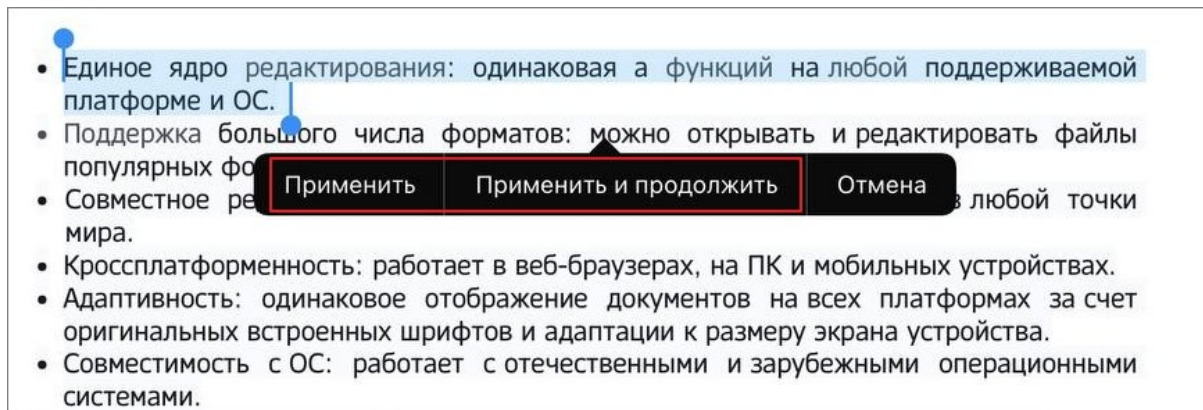 • Единое ядро редактирования: одинаковая а функций на любой поддерживаемой
платформе и ОС.
• Поддержка большого числа форматов: можно открывать и редактировать файлы
популярных фо
Применить Применить и продолжить Отмена
• Совместное ре любой точки
мира.
• Кроссплатформенность: работает в веб-браузерах, на ПК и мобильных устройствах.
• Адаптивность: одинаковое отображение документов на всех платформах за счет
оригинальных встроенных шрифтов и адаптации к размеру экрана устройства.
• Совместимость с ОС: работает с отечественными и зарубежными операционными
системами.